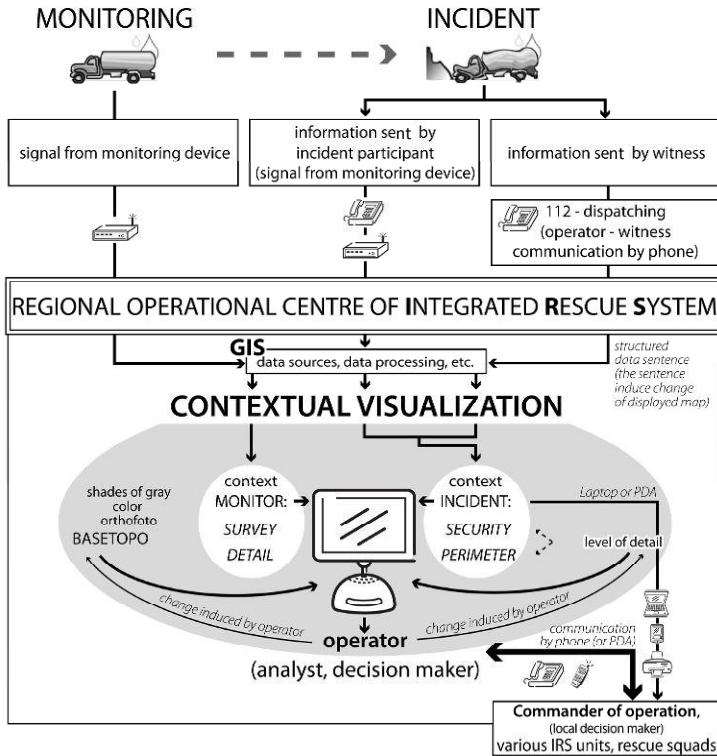 MONITORING
INCIDENT
signal from monitoring device
information sent by
incident participant
(signal from monitoring device)
information sent by witness
112 - dispatching
(operator - witness
communication by phone)
REGIONAL OPERATIONAL CENTRE OF INTEGRATED RESCUE SYSTEM
GIS
data sources, data processing, etc.
structured
data sentence
(the sentence
induce change
of displayed map)
CONTEXTUAL VISUALIZATION
shades of gray
color
orthofoto
BASETOPO
context
MONITOR:
SURVEY
DETAIL
context
INCIDENT:
SECURITY
PERIMETER
Laptop or PDA
level of detail
change induced by operator
change induced by operator
operator
(analyst, decision maker)
communication
by phone (or PDA)
Commander of operation,
(local decision maker)
various IRS units, rescue squads